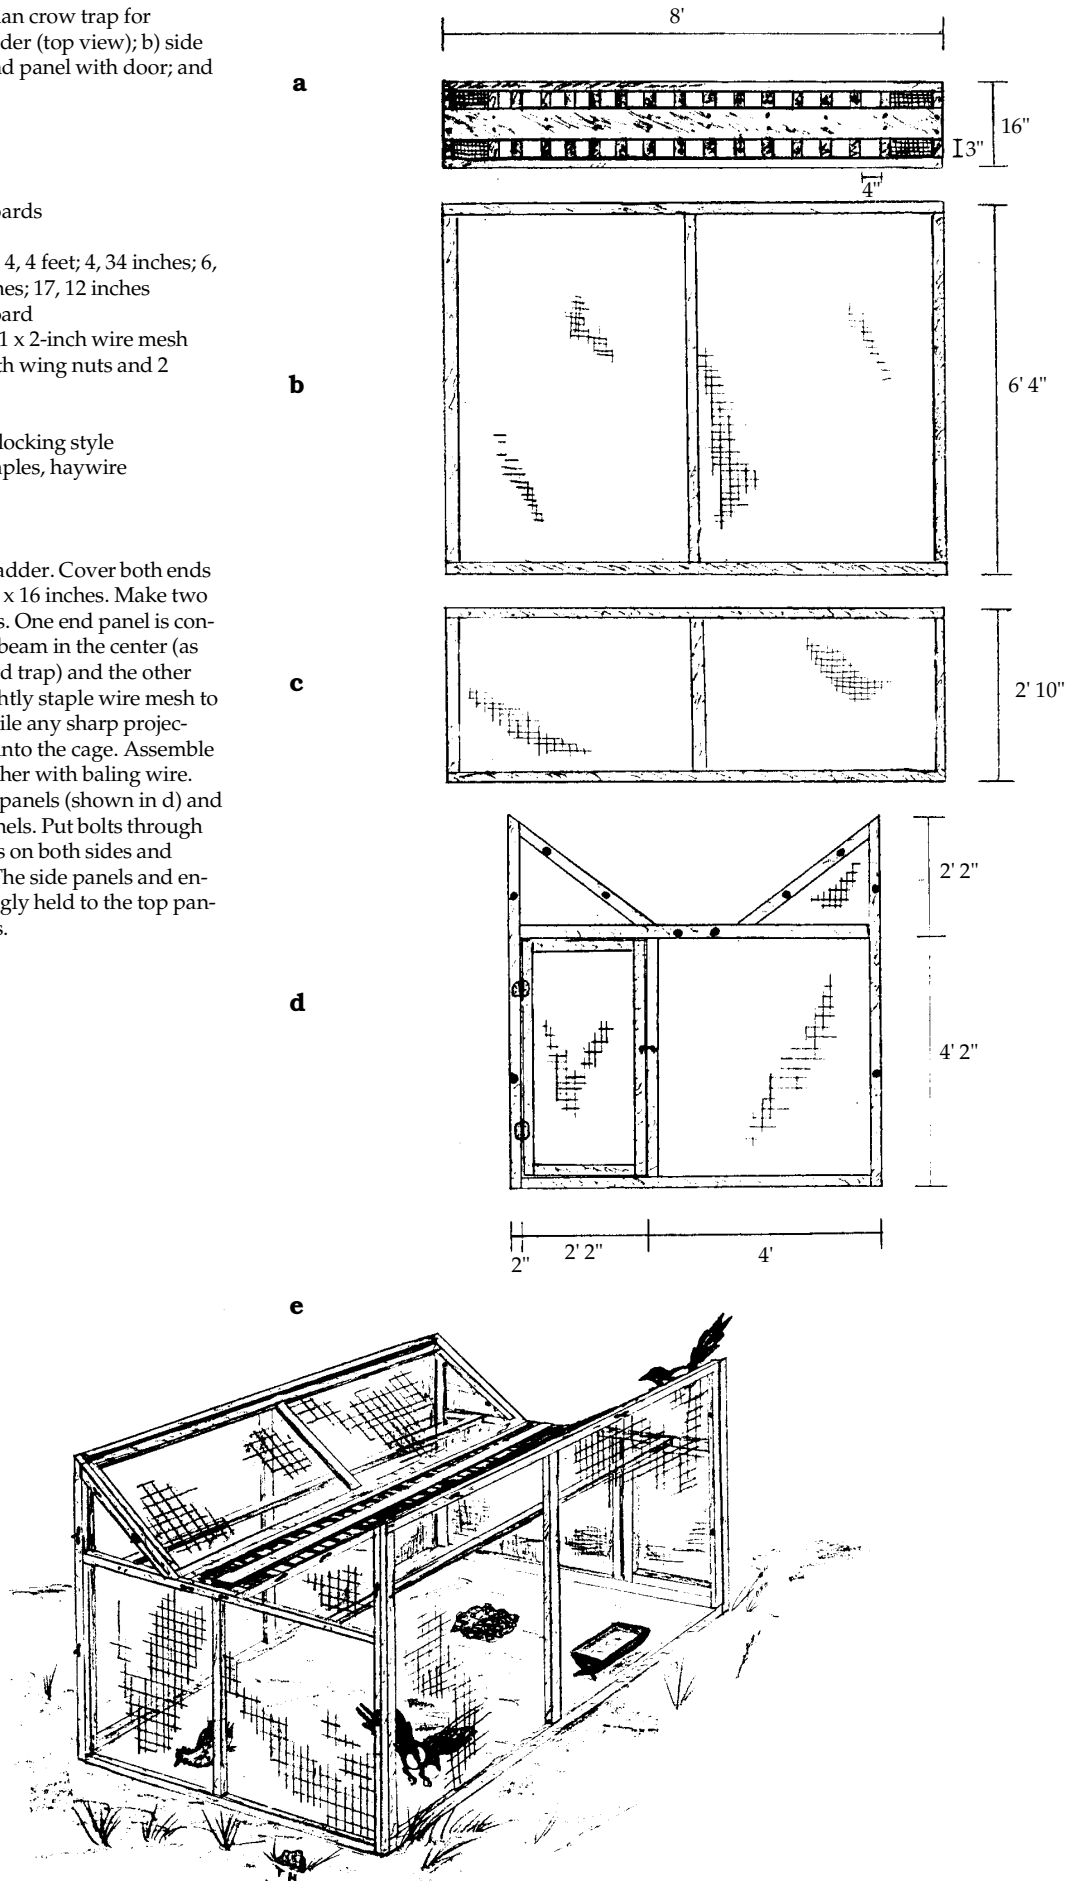 an crow trap for
der (top view); b) side
d panel with door; and
ards
4, 4 feet; 4, 34 inches; 6,
es; 17, 12 inches
ard
1 x 2-inch wire mesh
h wing nuts and 2
locking style
ples, haywire
adder. Cover both ends
x 16 inches. Make two
s. One end panel is con-
beam in the center (as
d trap) and the other
htly staple wire mesh to
ile any sharp projec-
nto the cage. Assemble
her with baling wire.
panels (shown in d) and
nels. Put bolts through
s on both sides and
The side panels and en-
gly held to the top pan-
s.
8'
a
16"
3"
4"
b
6' 4"
c
2' 10"
d
2' 2"
4' 2"
2"
2' 2"
4'
e
T H